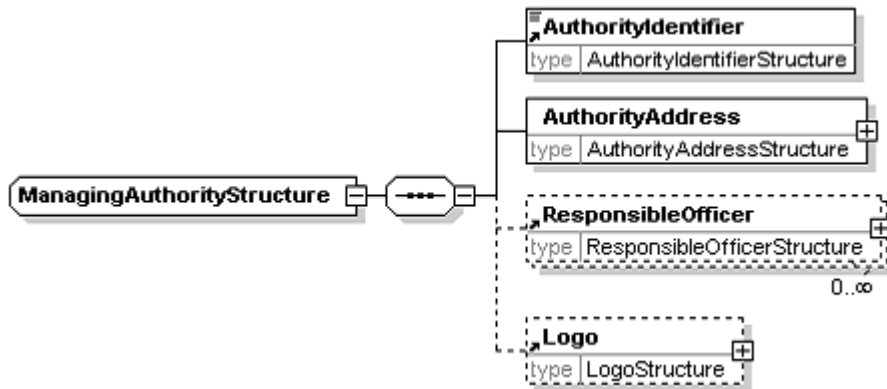 AuthorityIdentifier
type AuthorityIdentifierStructure
AuthorityAddress
type AuthorityAddressStructure
ManagingAuthorityStructure
ResponsibleOfficer
type ResponsibleOfficerStructure
0..∞
Logo
type LogoStructure